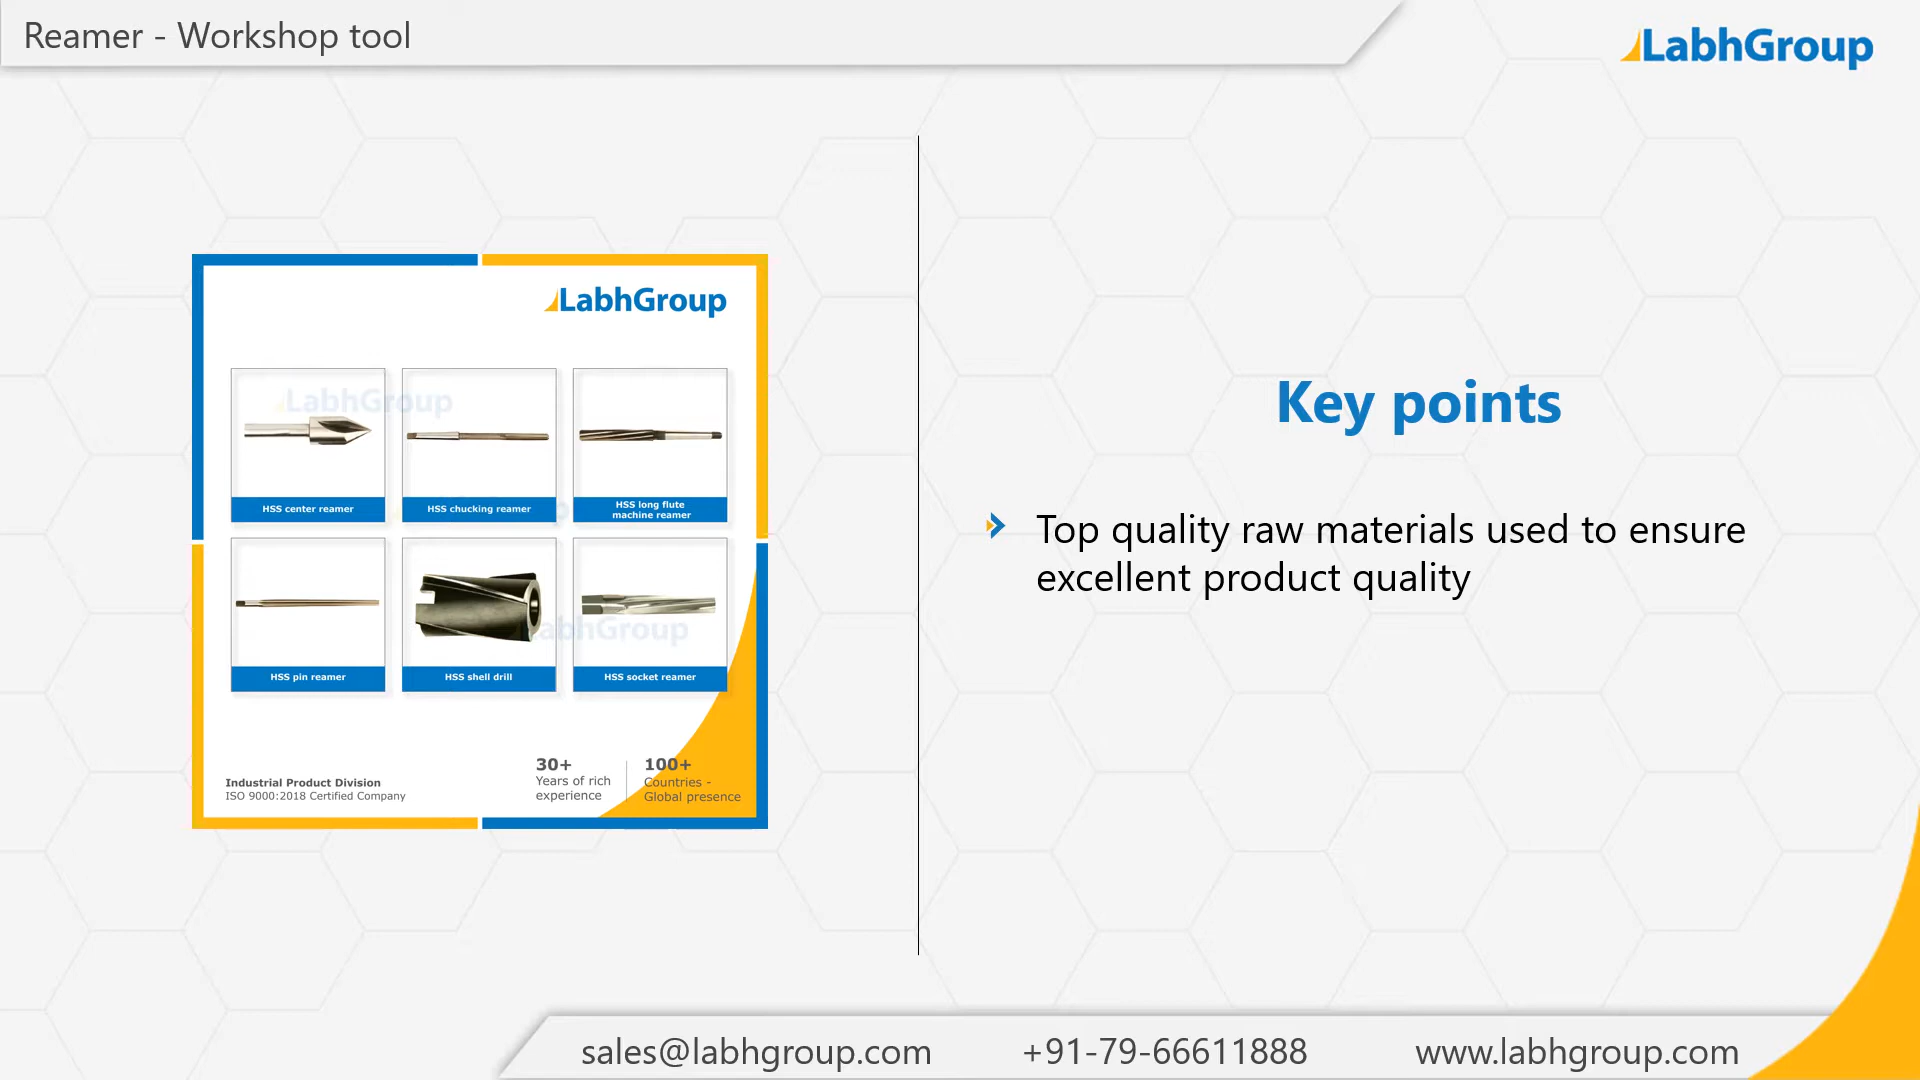 Reamer - Workshop tool
LabhGroup
LabhGroup
LabhGroup
HSS center reamer
HSS chucking reamer
HSS long flute
machine reamer
LabhGroup
HSS pin reamer
HSS shell drill
HSS socket reamer
Industrial Product Division
ISO 9000:2018 Certified Company
30+
Years of rich
experience
100+
Countries -
Global presence
Key points
Top quality raw materials used to ensure
excellent product quality
sales@labhgroup.com
+91-79-66611888
www.labhgroup.com